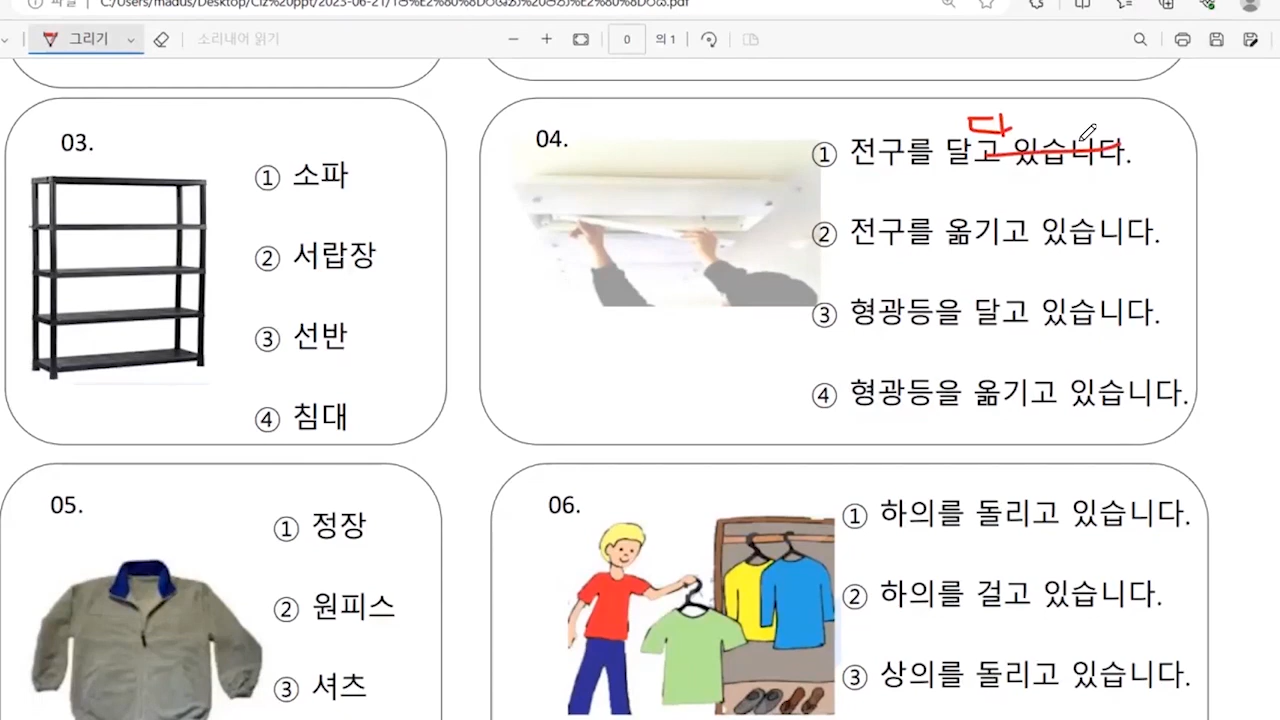 그리기
소리내어 읽기
0
의 1
03.
① 소파
② 서랍장
③ 선반
④ 침대
04.
다
① 전구를 달고 있습니다.
② 전구를 옮기고 있습니다.
③ 형광등을 달고 있습니다.
④ 형광등을 옮기고 있습니다.
05.
① 정장
② 원피스
③ 셔츠
06.
① 하의를 돌리고 있습니다.
② 하의를 걸고 있습니다.
③ 상의를 돌리고 있습니다.